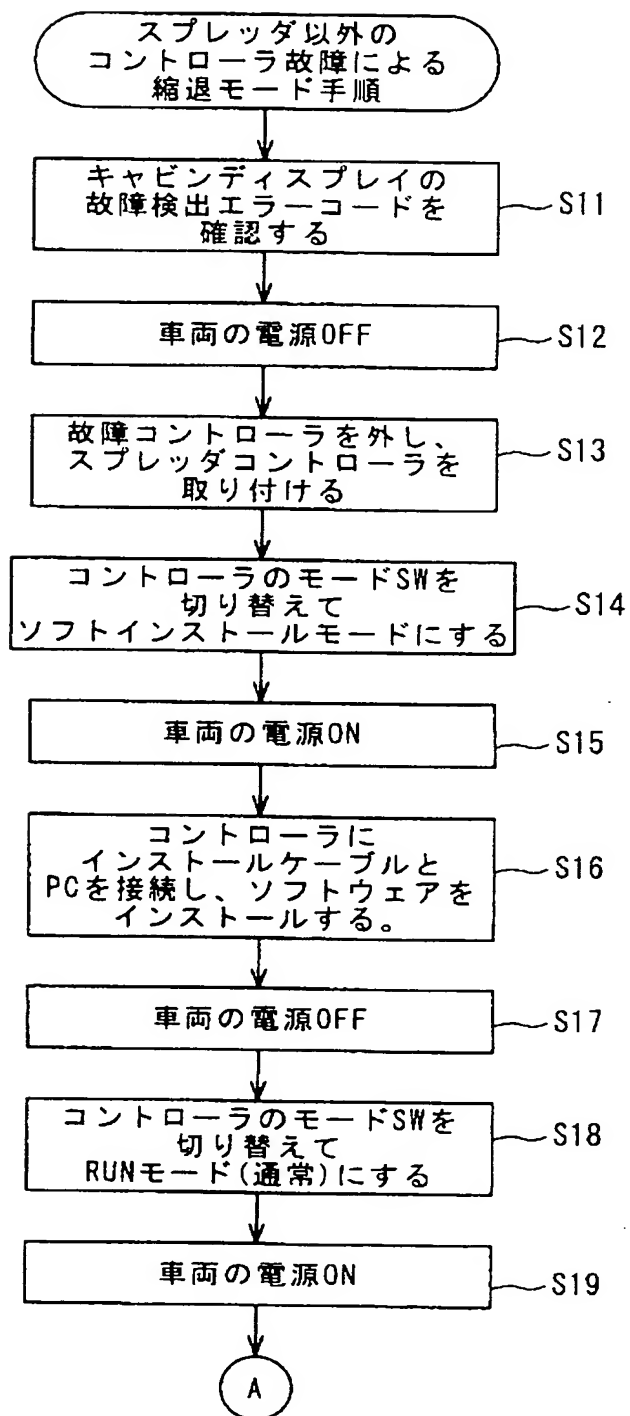 スプレッダ以外の
コントローラ故障による
縮退モード手順
キャビンディスプレイの
故障検出エラーコードを
確認する
S11
車両の電源OFF
S12
故障コントローラを外し、
スプレッダコントローラを
取り付ける
S13
コントローラのモードSWを
切り替えて
ソフトインストールモードにする
S14
車両の電源ON
S15
コントローラに
インストールケーブルと
PCを接続し、ソフトウェアを
インストールする。
S16
車両の電源OFF
S17
コントローラのモードSWを
切り替えて
RUNモード(通常)にする
S18
車両の電源ON
S19
A